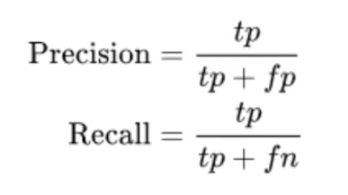 Precision = tp / tp + fp
Recall = tp / tp + fn